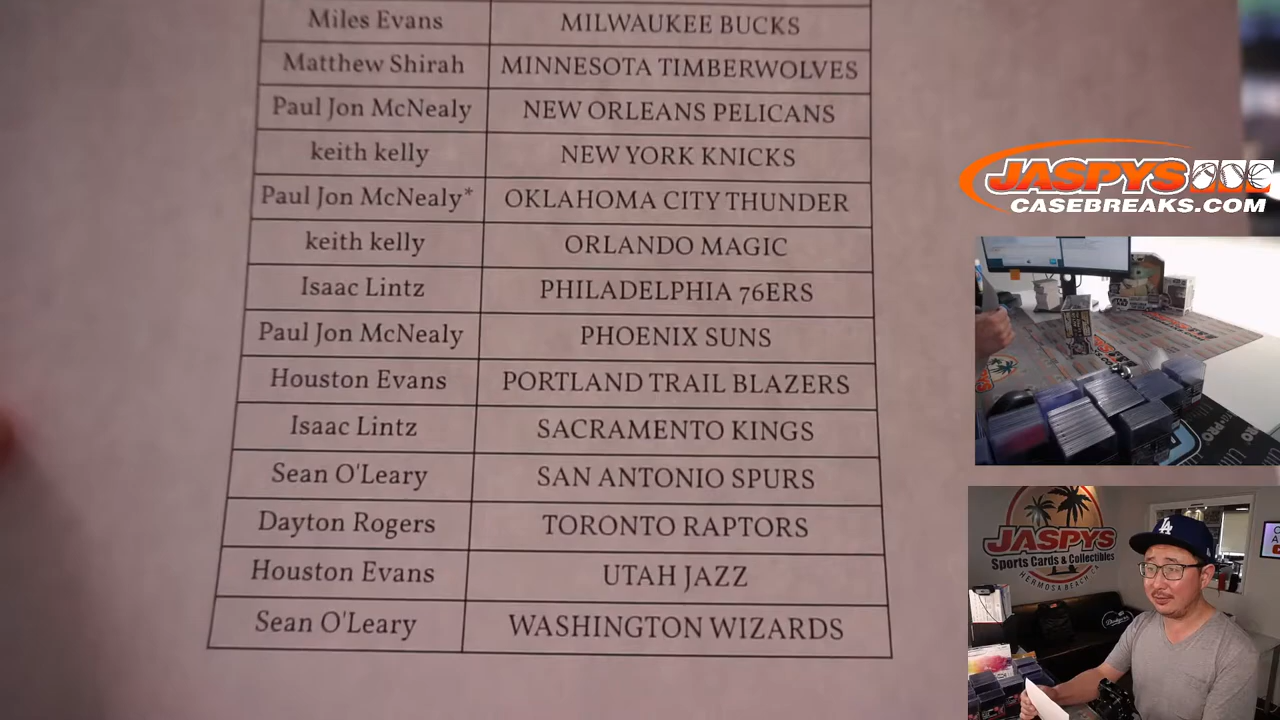 Miles Evans MILWAUKEE BUCKS
Matthew Shirah MINNESOTA TIMBERWOLVES
Paul Jon McNealy NEW ORLEANS PELICANS
keith kelly NEW YORK KNICKS
Paul Jon McNealy* OKLAHOMA CITY THUNDER
keith kelly ORLANDO MAGIC
Isaac Lintz PHILADELPHIA 76ERS
Paul Jon McNealy PHOENIX SUNS
Houston Evans PORTLAND TRAIL BLAZERS
Isaac Lintz SACRAMENTO KINGS
Sean O'Leary SAN ANTONIO SPURS
Dayton Rogers TORONTO RAPTORS
Houston Evans UTAH JAZZ
Sean O'Leary WASHINGTON WIZARDS
JASPYS
CASEBREAKS.COM
JASPYS
Sports Cards & Collectibles
HERMOSA BEACH CA
LA
Dodgers